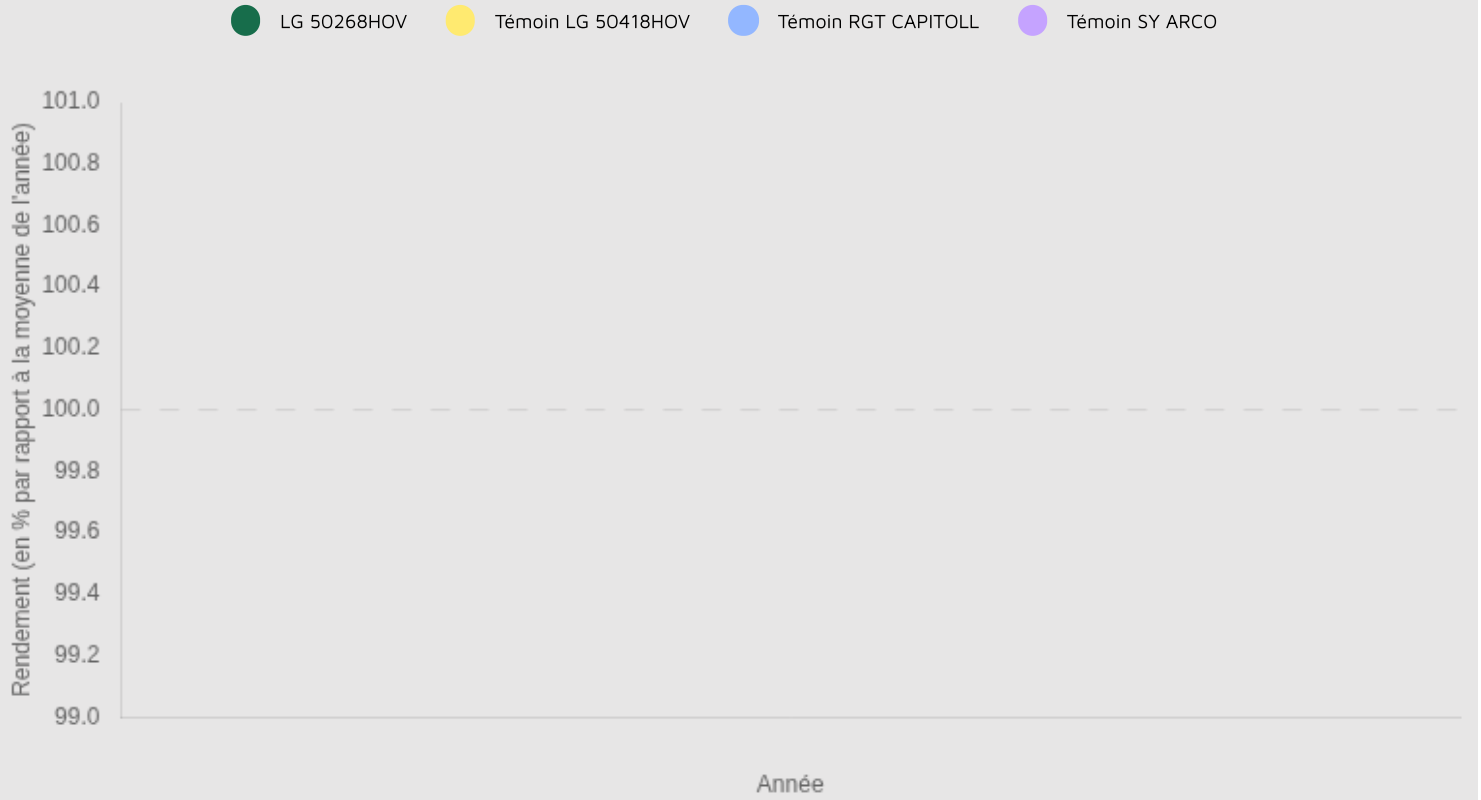 LG 50268HOV
Témoin LG 50418HOV
Témoin RGT CAPITOLL
Témoin SY ARCO
Rendement (en % par rapport à la moyenne de l'année)
101.0
100.8
100.6
100.4
100.2
100.0
99.8
99.6
99.4
99.2
99.0
Année